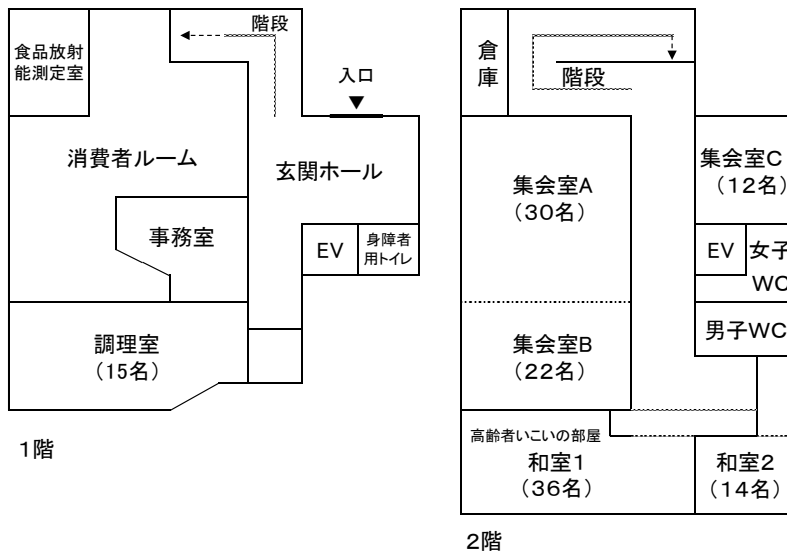 階段
食品放射
能測定室
入口
▼
消費者ルーム
玄関ホール
事務室
EV
身障者
用トイレ
調理室
（15名）
1階
倉
庫
階段
集会室A
（30名）
集会室C
（12名）
EV
女子
WC
男子WC
集会室B
（22名）
高齢者いこいの部屋
和室1
（36名）
和室2
（14名）
2階